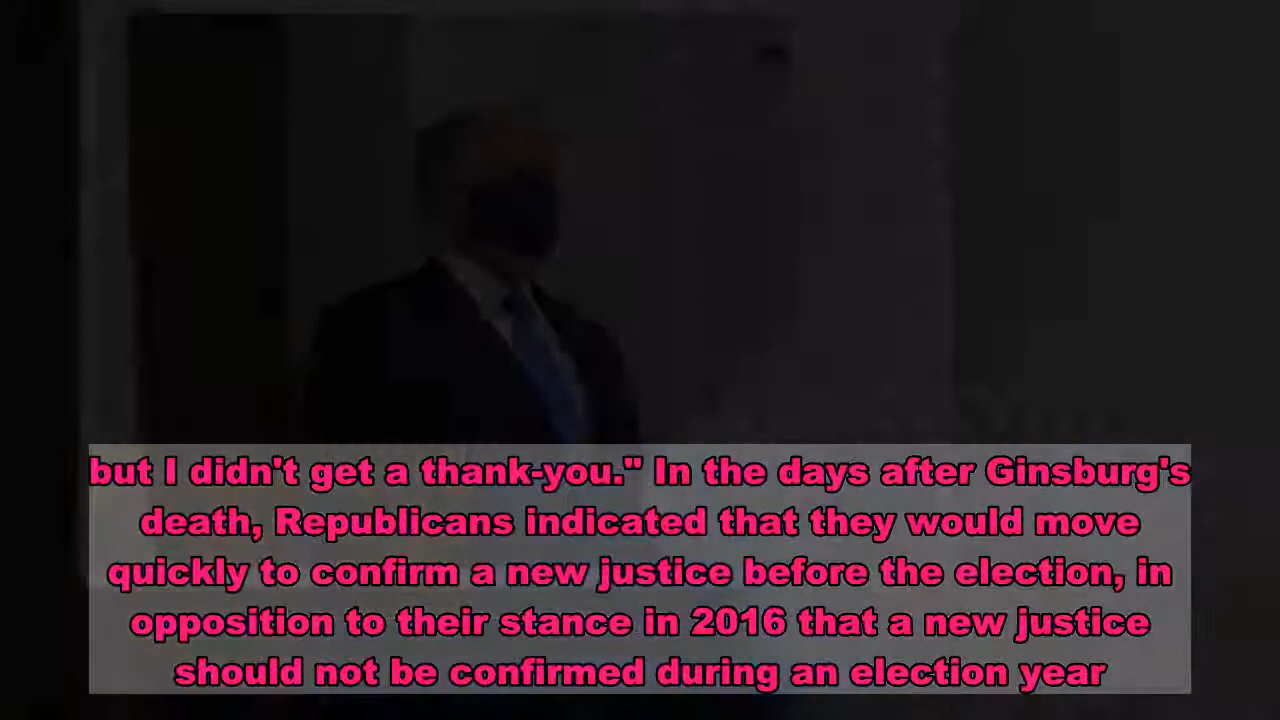 but I didn't get a thank-you." In the days after Ginsburg's
death, Republicans indicated that they would move
quickly to confirm a new justice before the election, in
opposition to their stance in 2016 that a new justice
should not be confirmed during an election year